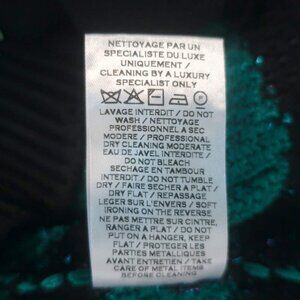 NETTOYAGE PAR UN
SPECIALISTE DU LUXE
UNIQUEMENT /
CLEANING BY A LUXURY
SPECIALIST ONLY
LAVAGE INTERDIT / DO NOT
WASH / NETTOYAGE
PROFESSIONNEL A SEC
MODERE / PROFESSIONAL
DRY CLEANING MODERATE
EAU DE JAVEL INTERDIT /
DO NOT BLEACH
SECHAGE EN TAMBOUR
INTERDIT / DO NOT TUMBLE
DRY / FAIRE SECHER A PLAT /
DRY FLAT / REPASSAGE
LEGER SUR L'ENVERS / SOFT
IRONING ON THE REVERSE
NE PAS METTRE SUR CINTRE,
RANGER A PLAT / DO NOT
PUT ON A HANGER, KEEP
FLAT / PROTEGER LES
PARTIES METALLIQUES
AVANT ENTRETIEN / TAKE
CARE OF METAL ITEMS
BEFORE CLEANING